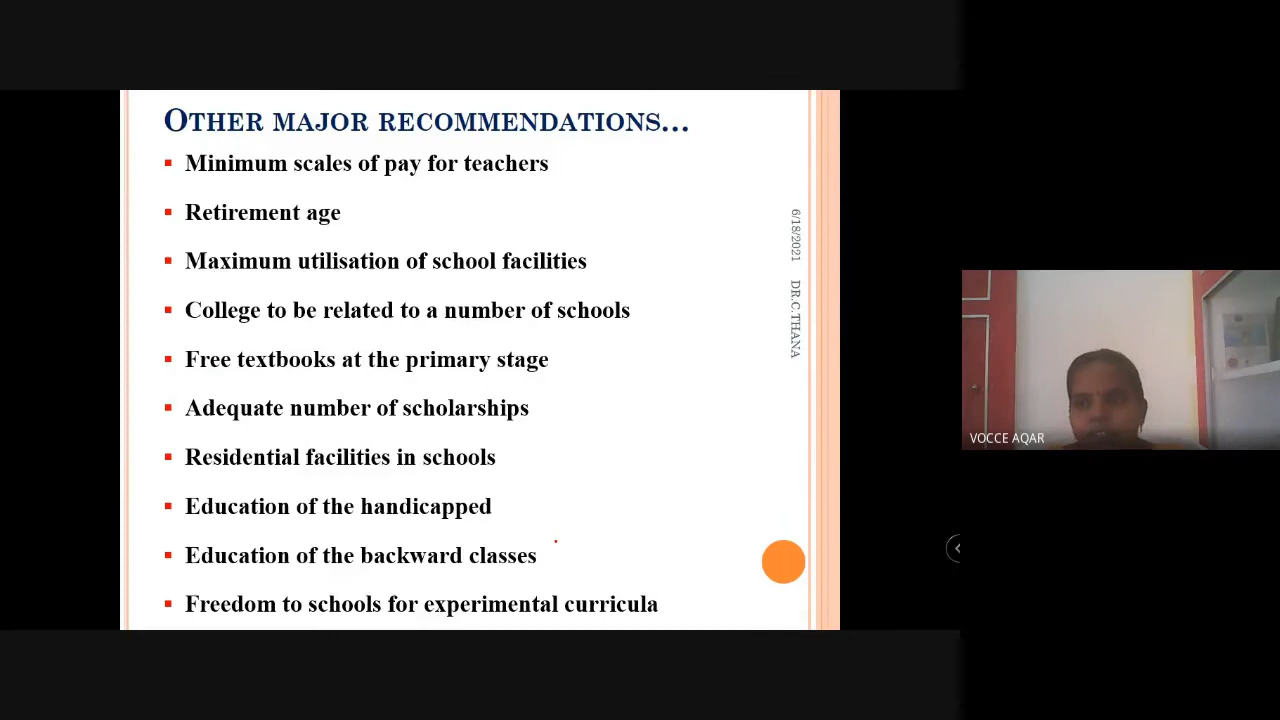 OTHER MAJOR RECOMMENDATIONS...
Minimum scales of pay for teachers
Retirement age
Maximum utilisation of school facilities
College to be related to a number of schools
Free textbooks at the primary stage
Adequate number of scholarships
Residential facilities in schools
Education of the handicapped
Education of the backward classes
Freedom to schools for experimental curricula
6/18/2021 DR.C.THANA
VOCCE AQAR